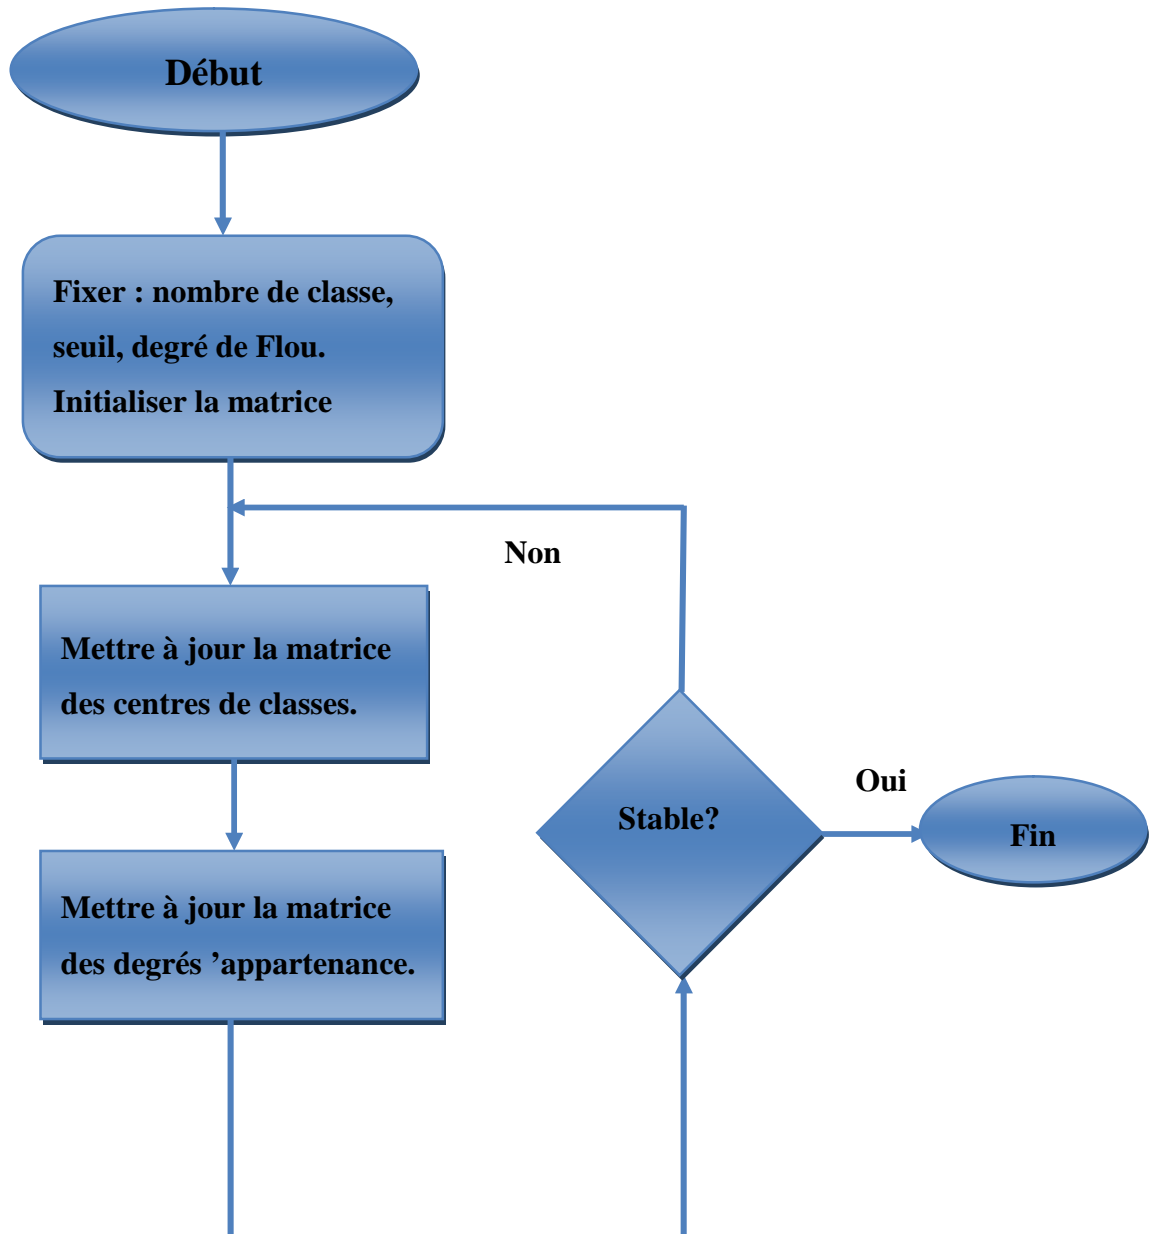 Début
Fixer : nombre de classe,
seuil, degré de Flou.
Initialiser la matrice
Non
Mettre à jour la matrice
des centres de classes.
Stable?
Oui
Fin
Mettre à jour la matrice
des degrés ’appartenance.